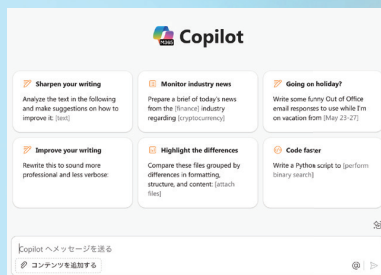 M365
Copilot
Sharpen your writing
Analyze the text in the following
and make suggestions on how to
improve it: [text]
Monitor industry news
Prepare a brief of today's news
from the [finance] industry
regarding [cryptocurrency]
Going on holiday?
Write some funny Out of Office
email responses to use while I'm
on vacation from [May 23-27]
Improve your writing
Rewrite this to sound more
professional and less verbose:
Highlight the differences
Compare these files grouped by
differences in formatting,
structure, and content: [attach
files]
Code faster
Write a Python script to [perform
binary search]
Copilot へメッセージを送る
コンテンツを追加する
@